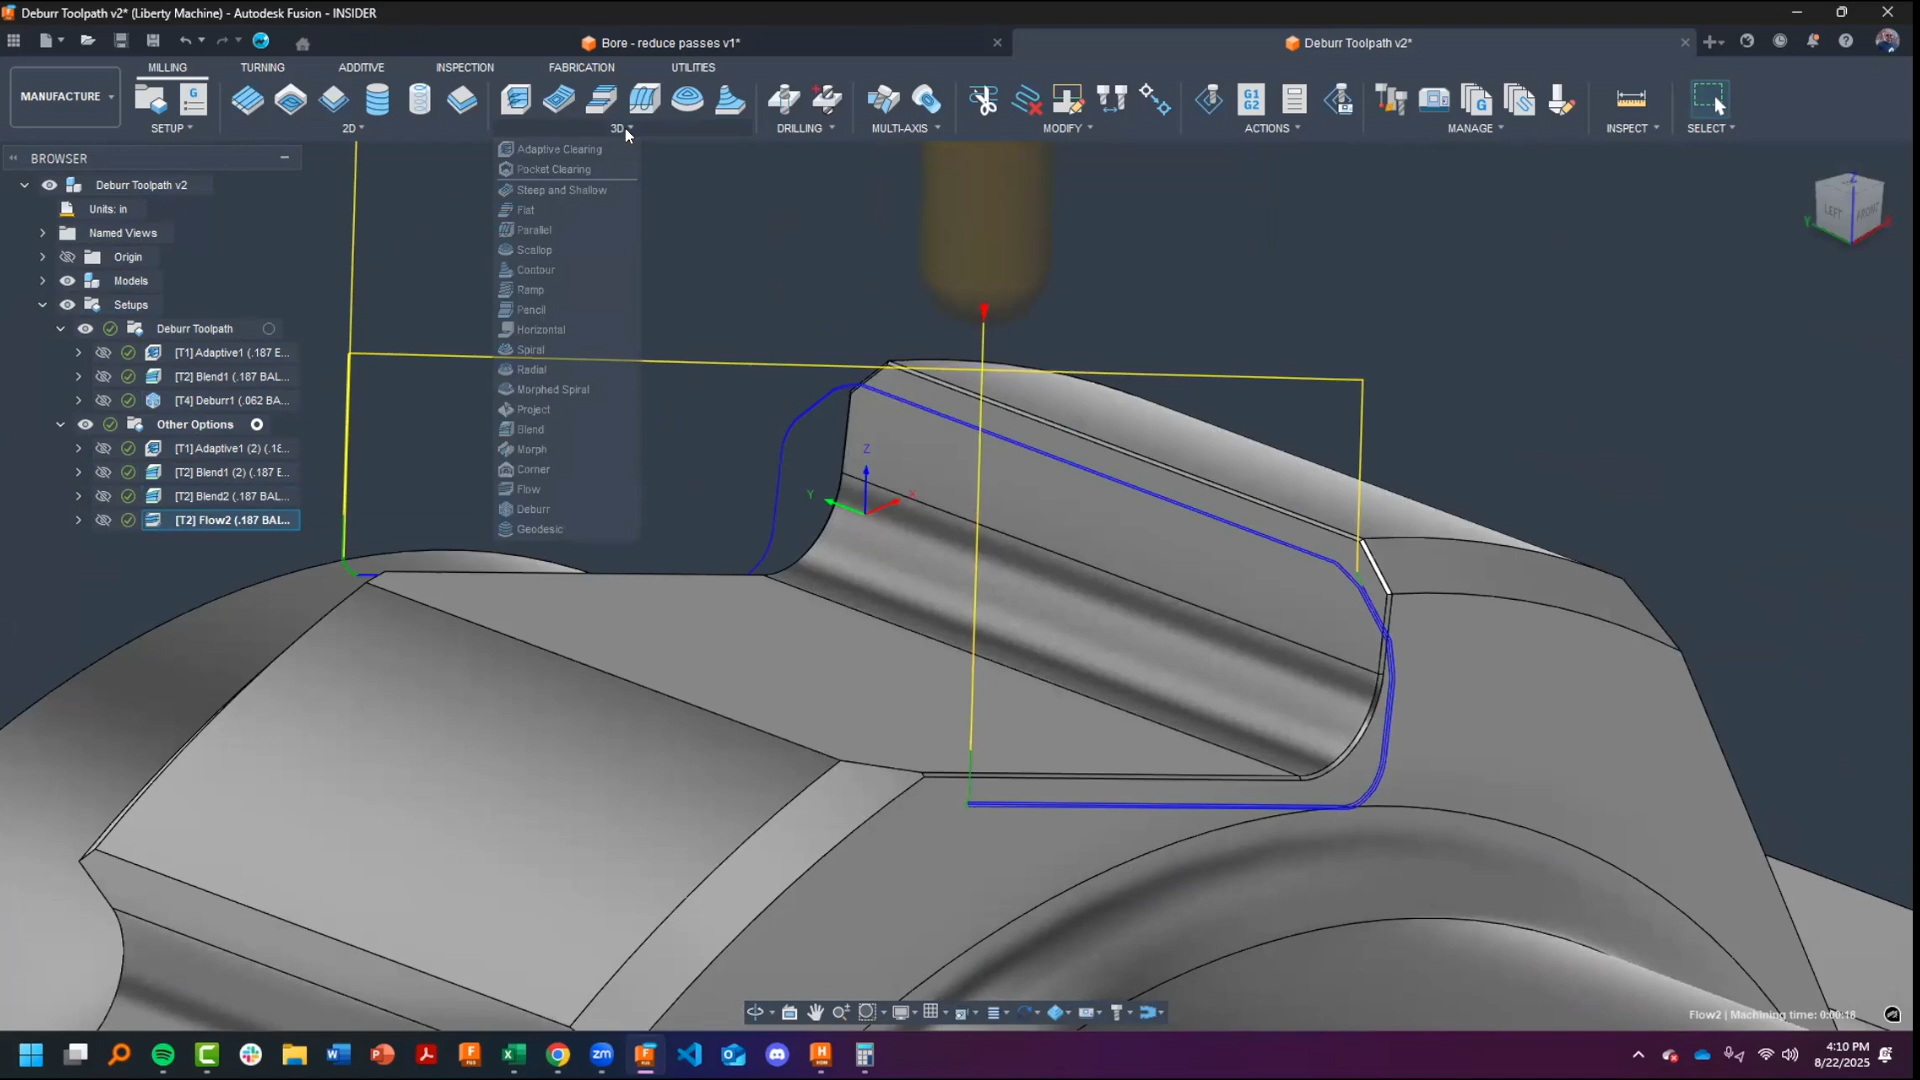 Deburr Toolpath v2* (Liberty Machine) - Autodesk Fusion - INSIDER
Bore - reduce passes v1*
Deburr Toolpath v2*
MILLING
TURNING
ADDITIVE
INSPECTION
FABRICATION
UTILITIES
MANUFACTURE
G
G1
G2
G
SETUP
2D
3D
DRILLING
MULTI-AXIS
MODIFY
ACTIONS
MANAGE
INSPECT
SELECT
BROWSER
Deburr Toolpath v2
Units: in
Named Views
Origin
Models
Setups
Deburr Toolpath
[T1] Adaptive1 (.187 E...
[T2] Blend1 (.187 BAL...
[T4] Deburr1 (.062 BA...
Other Options
[T1] Adaptive1 (2) (.18...
[T2] Blend1 (2) (.187 E...
[T2] Blend2 (.187 BAL...
[T2] Flow2 (.187 BAL...
Adaptive Clearing
Pocket Clearing
Steep and Shallow
Flat
Parallel
Scallop
Contour
Ramp
Pencil
Horizontal
Spiral
Radial
Morphed Spiral
Project
Blend
Morph
Corner
Flow
Deburr
Geodesic
Z
LEFT
FRONT
Y
Z
Y
X
Flow2 | Machining time: 0:00:18
4:10 PM
8/22/2025